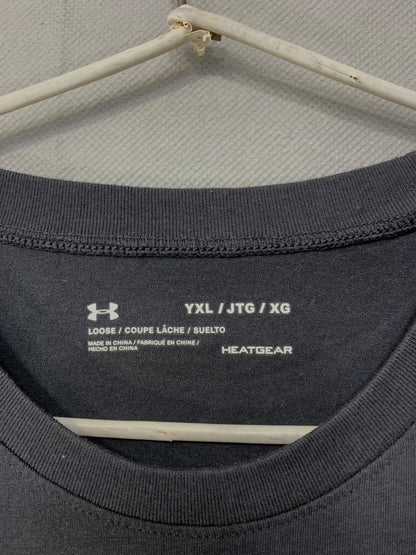 YXL / JTG / XG
LOOSE / COUPE LÂCHE / SUELTO
MADE IN CHINA / FABRIQUÉ EN CHINE /
HECHO EN CHINA
HEATGEAR